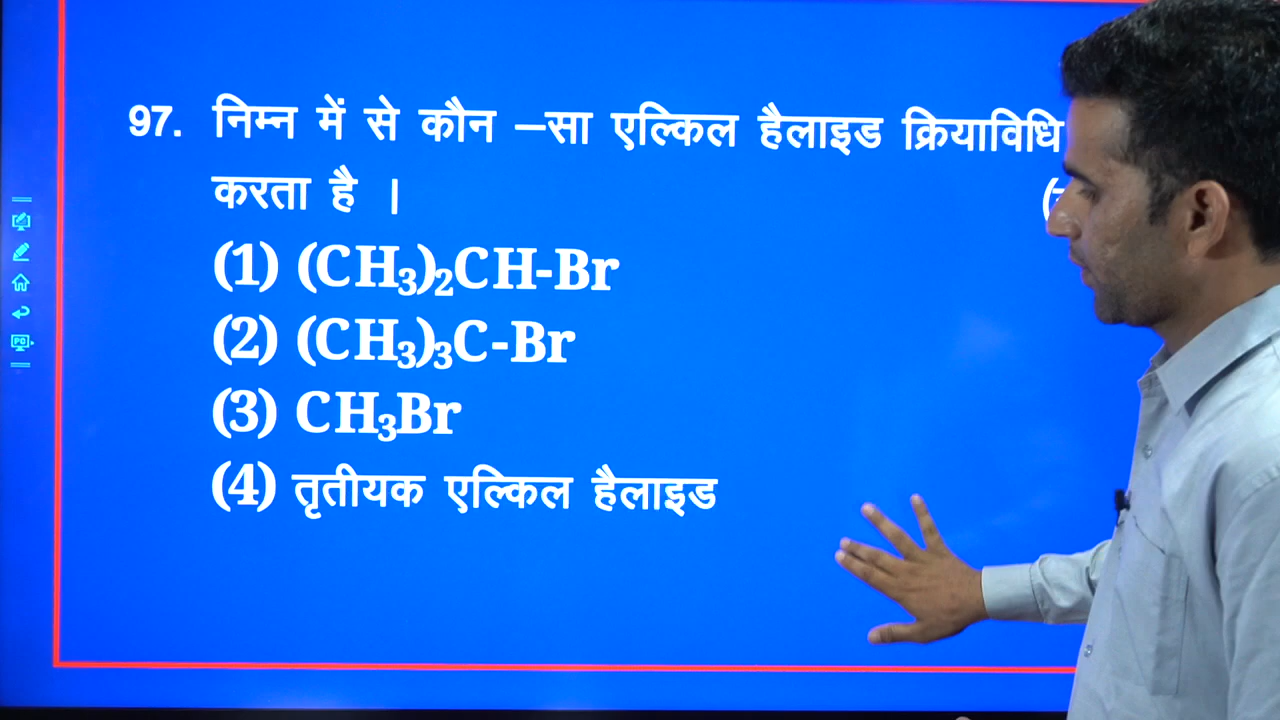 97. निम्न में से कौन –सा एल्किल हैलाइड क्रियाविधि
करता है ।
(1) (CH₃)₂CH-Br
(2) (CH₃)₃C-Br
(3) CH₃Br
(4) तृतीयक एल्किल हैलाइड